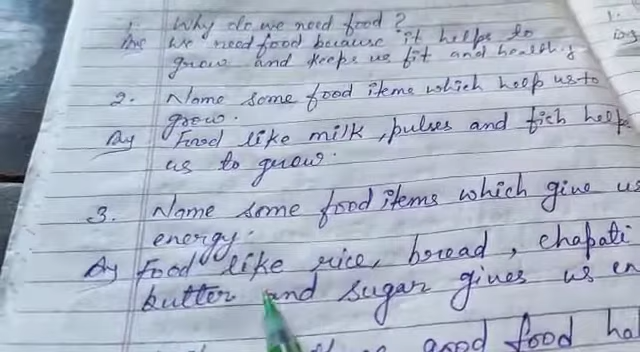 1. Why do we need food?
Ans We need food because it helps to
grow and keeps us fit and healthy
2. Name some food items which help us to
grow.
Ans Food like milk, pulses and fish helps
us to grow.
3. Name some food items which give us
energy.
Ans Food like rice, bread, chapati
butter and sugar gives us en
good food ha